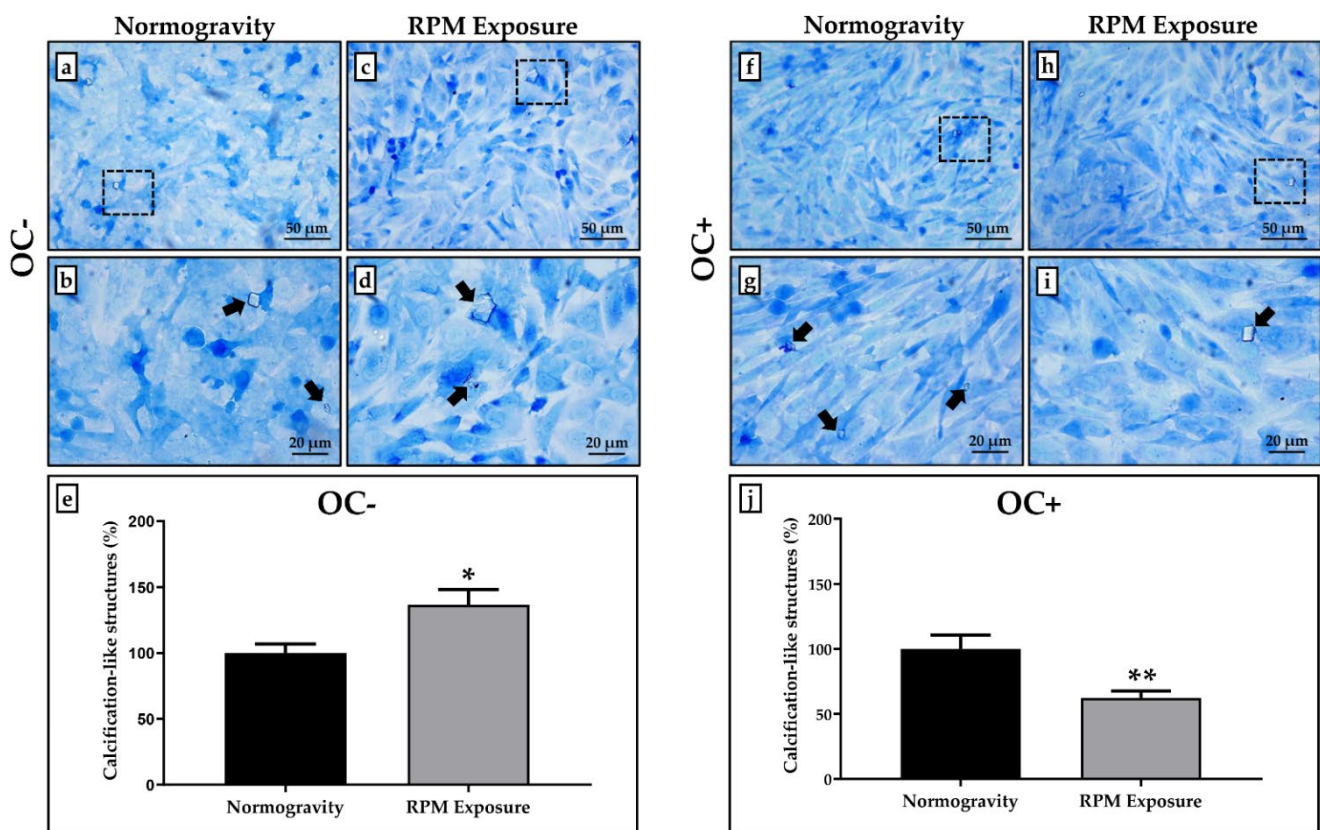 Normogravity
RPM Exposure
OC-
a
50 µm
c
50 µm
b
20 µm
d
20 µm
e
OC-
Calcification-like structures (%)
200
150
100
50
0
*
Normogravity
RPM Exposure
Normogravity
RPM Exposure
OC+
f
50 µm
h
50 µm
g
20 µm
i
20 µm
j
OC+
Calcification-like structures (%)
200
150
100
50
0
**
Normogravity
RPM Exposure